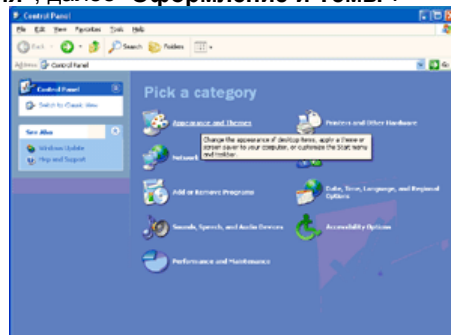 ", далее "Оформление и темы".
Control Panel
File Edit View Favorites Tools Help
Back Search Folders
Address Control Panel Go
Control Panel
Switch to Classic View
See Also
Windows Update
Help and Support
Pick a category
Appearance and Themes
Printers and Other Hardware
Change the appearance of desktop items, apply a theme or
screen saver to your computer, or customize the Start menu
and taskbar.
Network
Add or Remove Programs
Date, Time, Language, and Regional
Options
Sounds, Speech, and Audio Devices
Accessibility Options
Performance and Maintenance